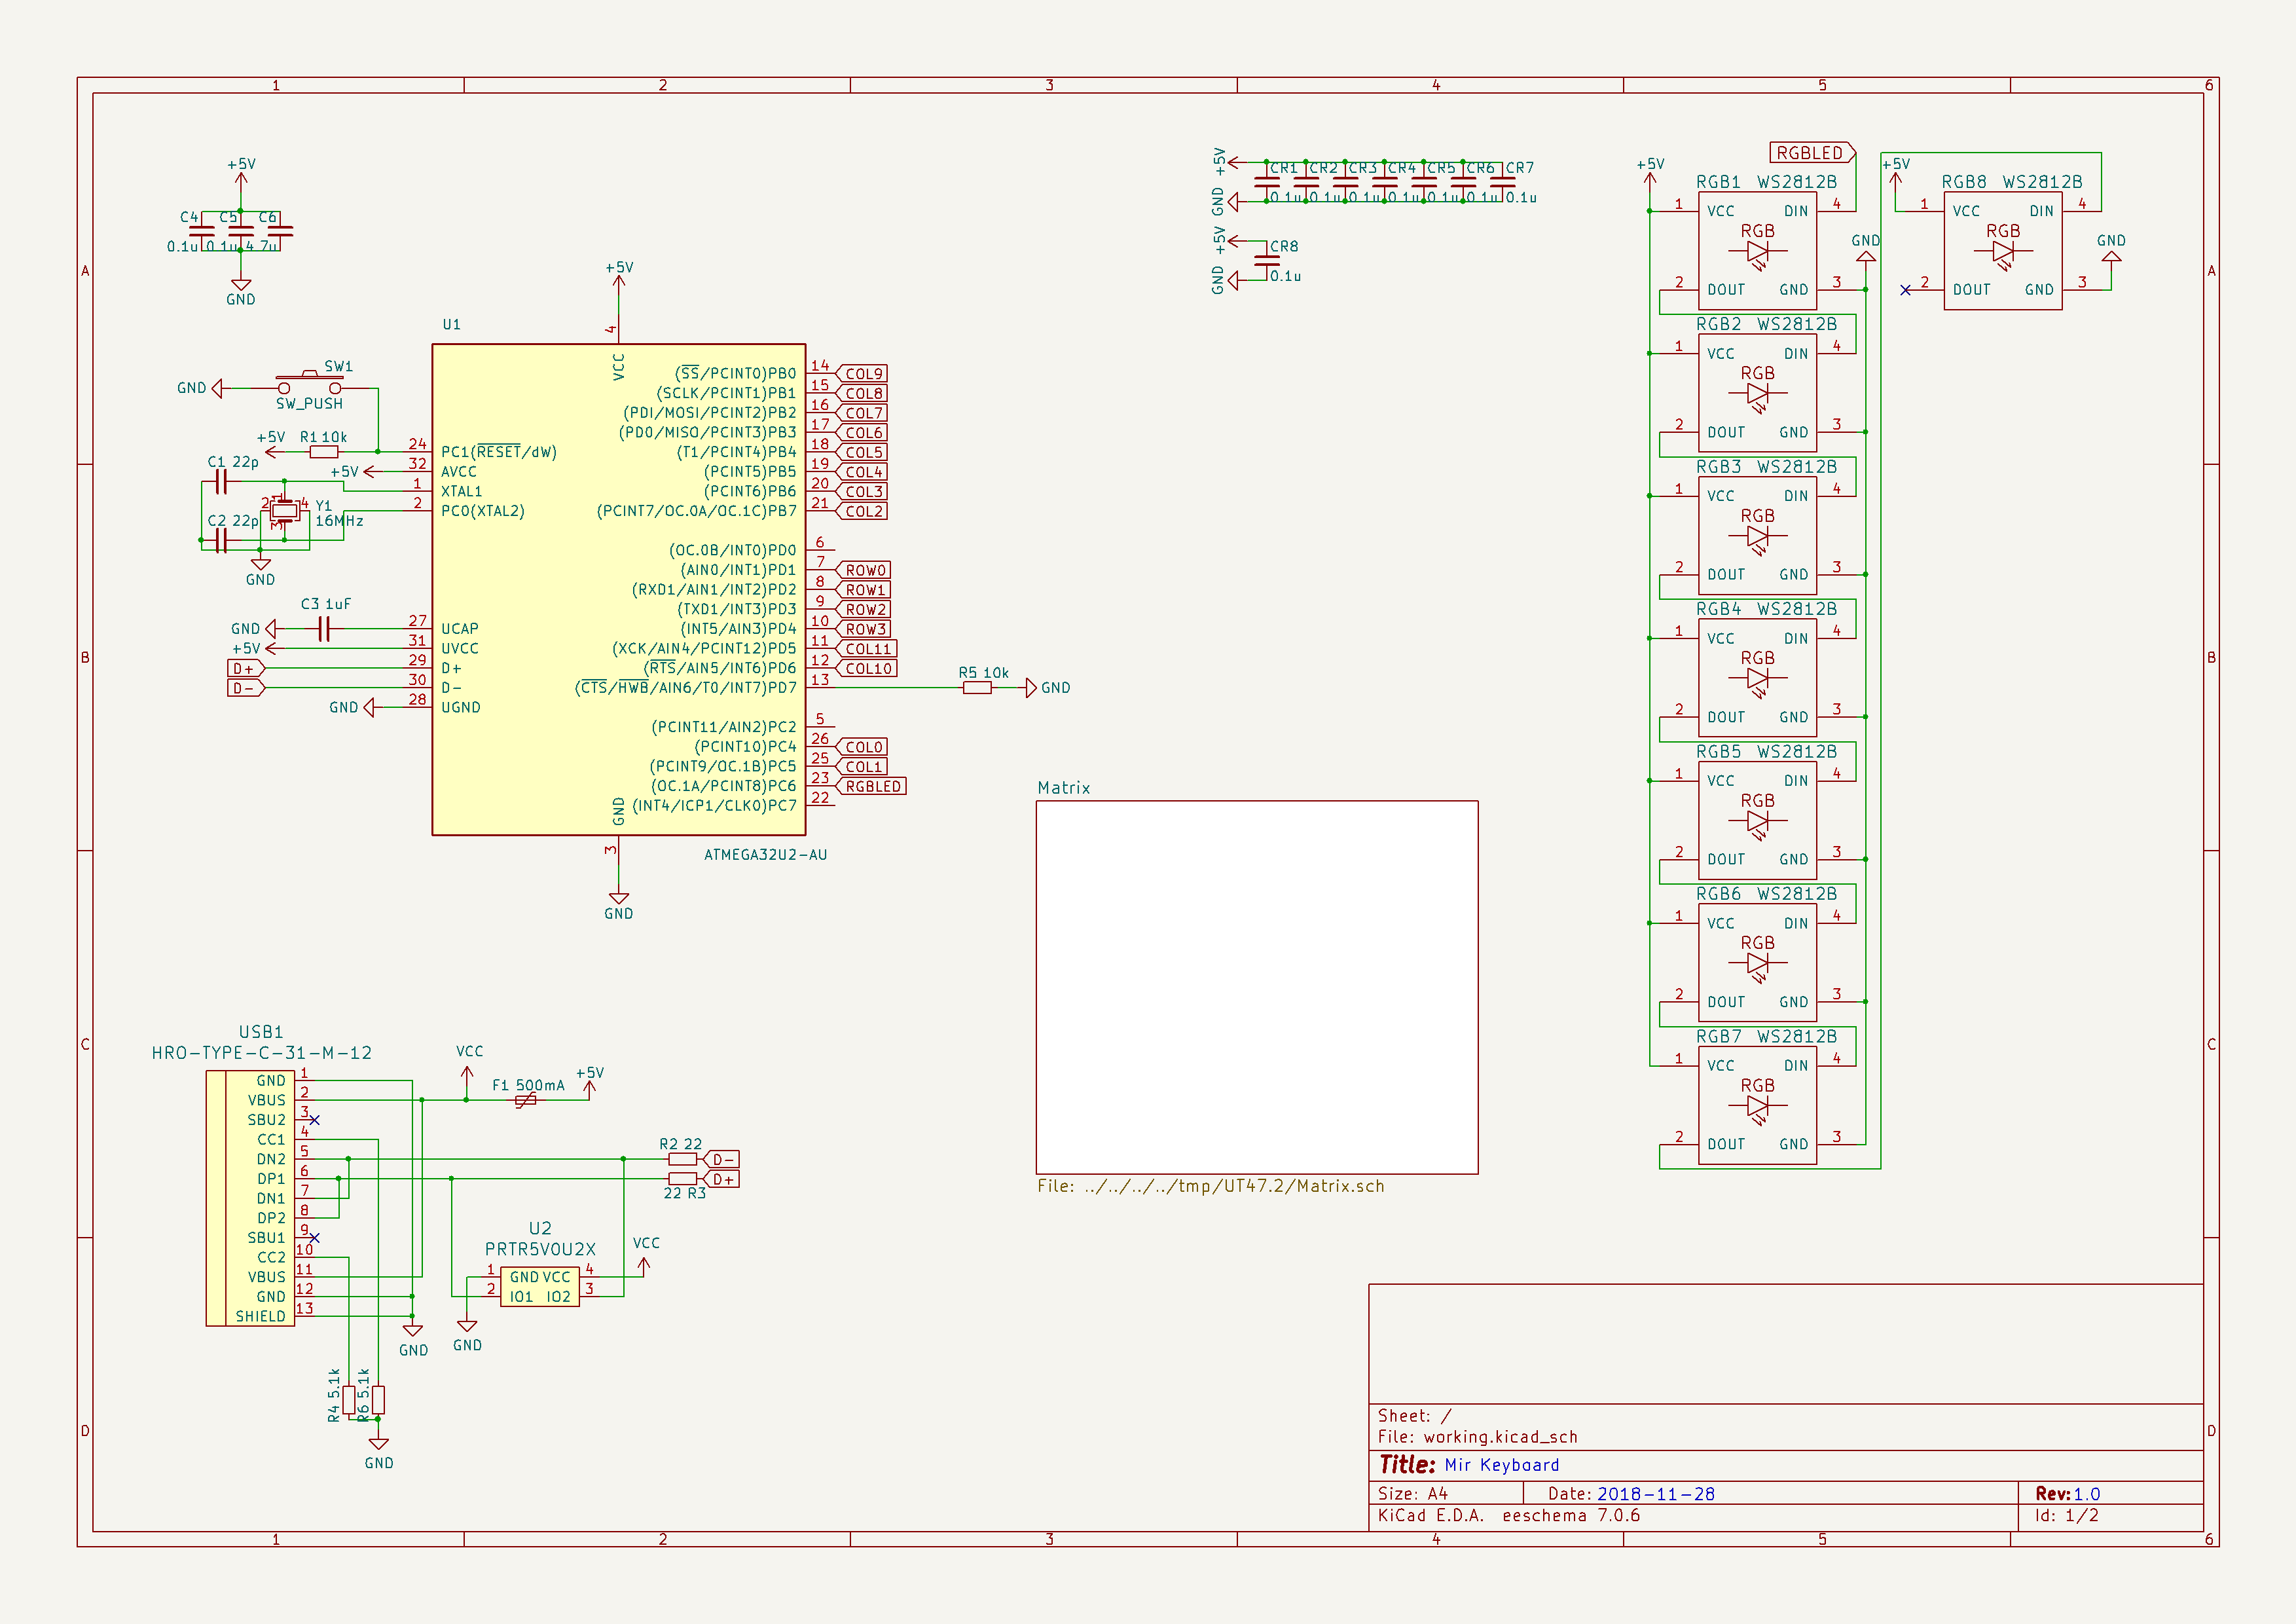 1 2 3 4 5 6
A
B
C
D
+5V
C4 C5 C6
0.1u 0.1u 4.7u
GND
+5V
GND
CR1 CR2 CR3 CR4 CR5 CR6 CR7
0.1u 0.1u 0.1u 0.1u 0.1u 0.1u 0.1u
+5V
GND
CR8
0.1u
U1
+5V
4
VCC
GND
SW1
SW_PUSH
+5V
R1 10k
24 PC1(RESET/dW)
+5V
32 AVCC
C1 22p
1 XTAL1
2 PC0(XTAL2)
1
2 4
3
Y1
16MHz
C2 22p
GND
C3 1uF
GND
27 UCAP
+5V
31 UVCC
D+
29 D+
D-
30 D-
GND
28 UGND
(SS/PCINT0)PB0 14 COL9
(SCLK/PCINT1)PB1 15 COL8
(PDI/MOSI/PCINT2)PB2 16 COL7
(PDO/MISO/PCINT3)PB3 17 COL6
(T1/PCINT4)PB4 18 COL5
(PCINT5)PB5 19 COL4
(PCINT6)PB6 20 COL3
(PCINT7/OC.0A/OC.1C)PB7 21 COL2
(OC.0B/INT0)PD0 6
(AIN0/INT1)PD1 7 ROW0
(RXD1/AIN1/INT2)PD2 8 ROW1
(TXD1/INT3)PD3 9 ROW2
(INT5/AIN3)PD4 10 ROW3
(XCK/AIN4/PCINT12)PD5 11 COL11
(RTS/AIN5/INT6)PD6 12 COL10
(CTS/HWB/AIN6/T0/INT7)PD7 13
R5 10k
GND
(PCINT11/AIN2)PC2 5
(PCINT10)PC4 26 COL0
(PCINT9/OC.1B)PC5 25 COL1
(OC.1A/PCINT8)PC6 23 RGBLED
(INT4/ICP1/CLK0)PC7 22
GND
3
ATMEGA32U2-AU
GND
Matrix
File: ../../../../tmp/UT47.2/Matrix.sch
RGBLED
+5V
GND
RGB1 WS2812B
1 VCC DIN 4
RGB
2 DOUT GND 3
RGB2 WS2812B
1 VCC DIN 4
RGB
2 DOUT GND 3
RGB3 WS2812B
1 VCC DIN 4
RGB
2 DOUT GND 3
RGB4 WS2812B
1 VCC DIN 4
RGB
2 DOUT GND 3
RGB5 WS2812B
1 VCC DIN 4
RGB
2 DOUT GND 3
RGB6 WS2812B
1 VCC DIN 4
RGB
2 DOUT GND 3
RGB7 WS2812B
1 VCC DIN 4
RGB
2 DOUT GND 3
+5V
RGB8 WS2812B
1 VCC DIN 4
RGB
2 DOUT GND 3
GND
USB1
HRO-TYPE-C-31-M-12
GND 1
VBUS 2
SBU2 3
CC1 4
DN2 5
DP1 6
DN1 7
DP2 8
SBU1 9
CC2 10
VBUS 11
GND 12
SHIELD 13
VCC
F1 500mA
+5V
R2 22
D-
D+
22 R3
U2
PRTR5V0U2X
1 GND VCC 4
2 IO1 IO2 3
VCC
GND
GND
R4 5.1k
R6 5.1k
GND
Sheet: /
File: working.kicad_sch
Title: Mir Keyboard
Size: A4 Date: 2018-11-28 Rev: 1.0
KiCad E.D.A. eeschema 7.0.6 Id: 1/2
A
B
C
D
1 2 3 4 5 6